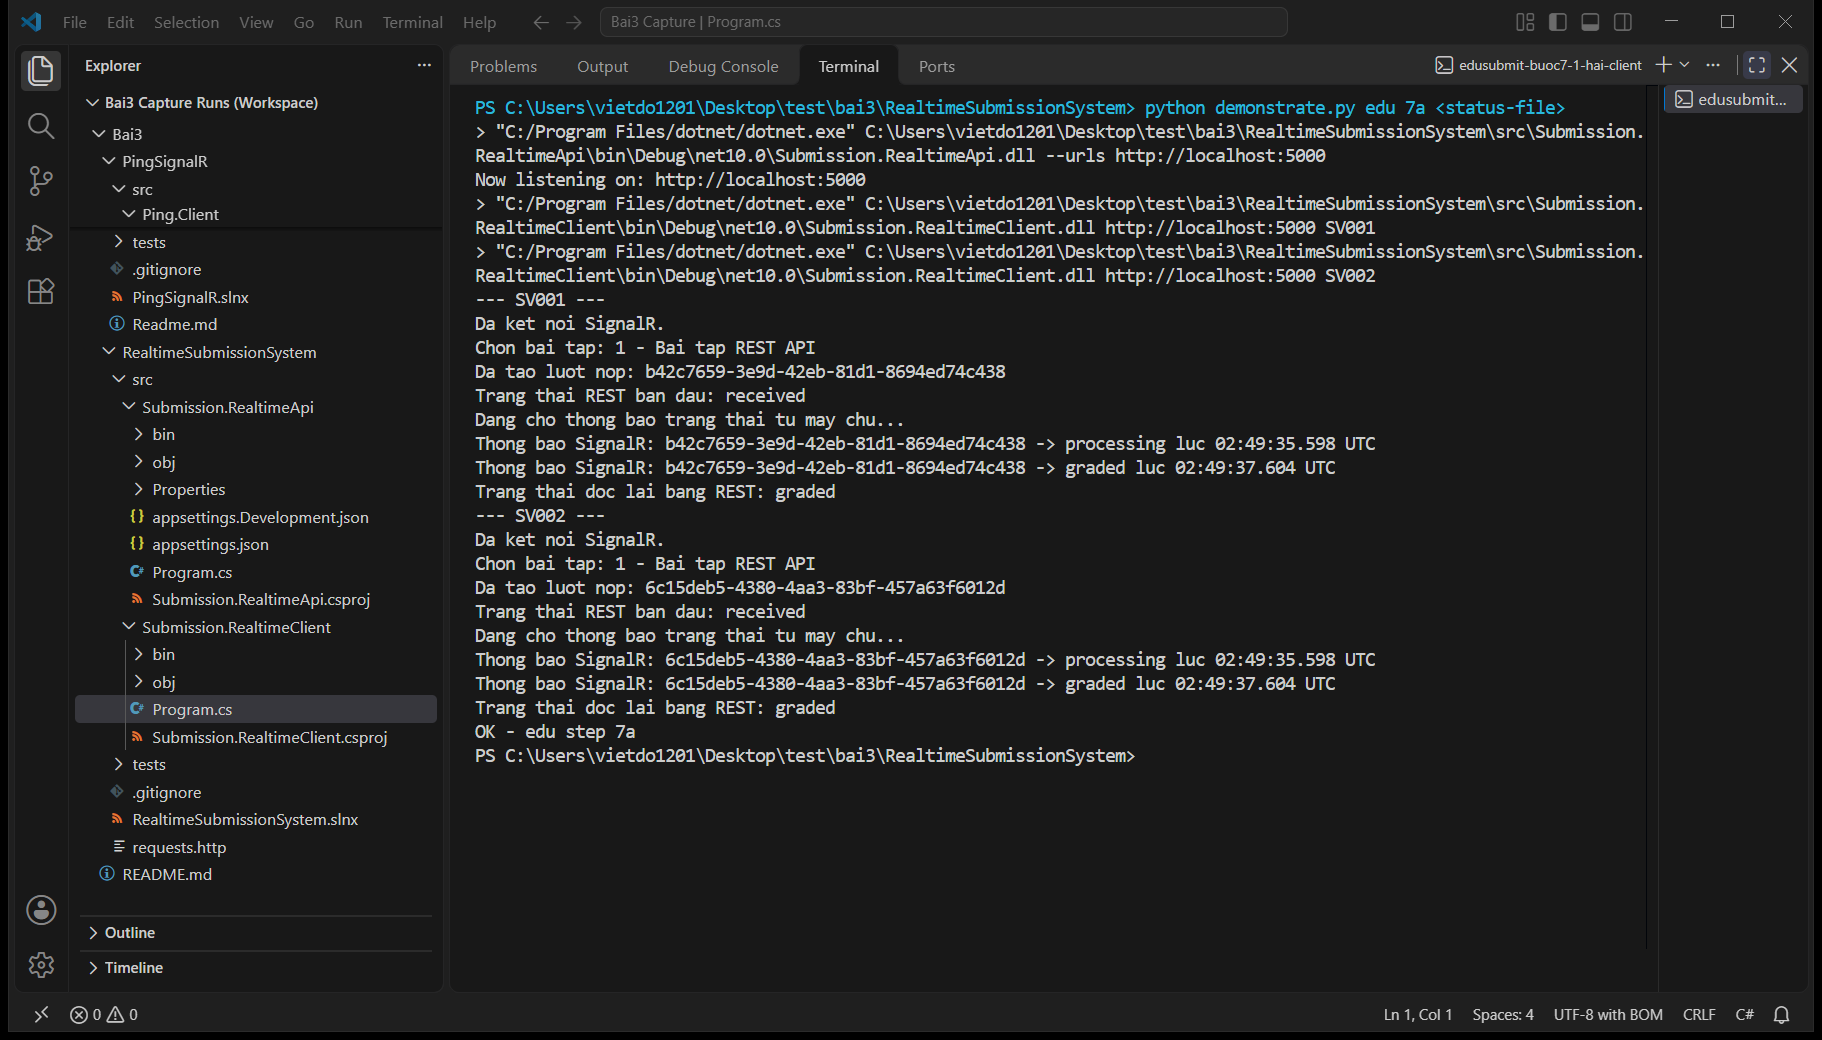 File Edit Selection View Go Run Terminal Help
Bai3 Capture | Program.cs
Explorer
Bai3 Capture Runs (Workspace)
Bai3
PingSignalR
src
Ping.Client
tests
.gitignore
PingSignalR.slnx
Readme.md
RealtimeSubmissionSystem
src
Submission.RealtimeApi
bin
obj
Properties
appsettings.Development.json
appsettings.json
Program.cs
Submission.RealtimeApi.csproj
Submission.RealtimeClient
bin
obj
Program.cs
Submission.RealtimeClient.csproj
tests
.gitignore
RealtimeSubmissionSystem.slnx
requests.http
README.md
Outline
Timeline
Problems Output Debug Console Terminal Ports
edusubmit-buoc7-1-hai-client
edusubmit...
PS C:\Users\vietdo1201\Desktop\test\bai3\RealtimeSubmissionSystem> python demonstrate.py edu 7a <status-file>
> "C:/Program Files/dotnet/dotnet.exe" C:\Users\vietdo1201\Desktop\test\bai3\RealtimeSubmissionSystem\src\Submission.
RealtimeApi\bin\Debug\net10.0\Submission.RealtimeApi.dll --urls http://localhost:5000
Now listening on: http://localhost:5000
> "C:/Program Files/dotnet/dotnet.exe" C:\Users\vietdo1201\Desktop\test\bai3\RealtimeSubmissionSystem\src\Submission.
RealtimeClient\bin\Debug\net10.0\Submission.RealtimeClient.dll http://localhost:5000 SV001
> "C:/Program Files/dotnet/dotnet.exe" C:\Users\vietdo1201\Desktop\test\bai3\RealtimeSubmissionSystem\src\Submission.
RealtimeClient\bin\Debug\net10.0\Submission.RealtimeClient.dll http://localhost:5000 SV002
--- SV001 ---
Da ket noi SignalR.
Chon bai tap: 1 - Bai tap REST API
Da tao luot nop: b42c7659-3e9d-42eb-81d1-8694ed74c438
Trang thai REST ban dau: received
Dang cho thong bao trang thai tu may chu...
Thong bao SignalR: b42c7659-3e9d-42eb-81d1-8694ed74c438 -> processing luc 02:49:35.598 UTC
Thong bao SignalR: b42c7659-3e9d-42eb-81d1-8694ed74c438 -> graded luc 02:49:37.604 UTC
Trang thai doc lai bang REST: graded
--- SV002 ---
Da ket noi SignalR.
Chon bai tap: 1 - Bai tap REST API
Da tao luot nop: 6c15deb5-4380-4aa3-83bf-457a63f6012d
Trang thai REST ban dau: received
Dang cho thong bao trang thai tu may chu...
Thong bao SignalR: 6c15deb5-4380-4aa3-83bf-457a63f6012d -> processing luc 02:49:35.598 UTC
Thong bao SignalR: 6c15deb5-4380-4aa3-83bf-457a63f6012d -> graded luc 02:49:37.604 UTC
Trang thai doc lai bang REST: graded
OK - edu step 7a
PS C:\Users\vietdo1201\Desktop\test\bai3\RealtimeSubmissionSystem>
0 0
Ln 1, Col 1 Spaces: 4 UTF-8 with BOM CRLF C#